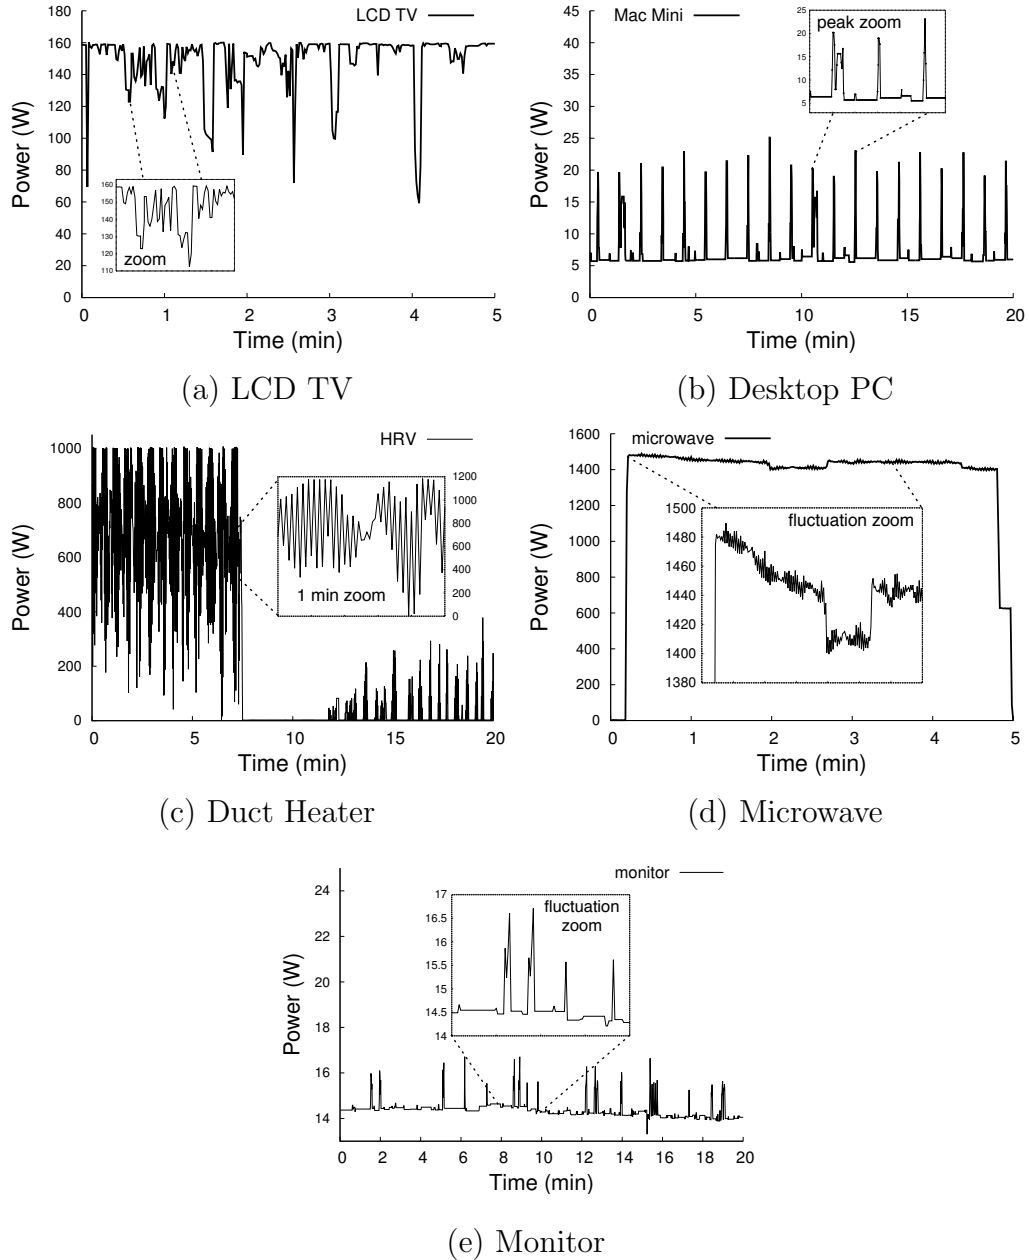 LCD TV
Power (W)
180
160
140
120
100
80
60
40
20
0
0 1 2 3 4 5
Time (min)
160
150
140
130
120
110
zoom
(a) LCD TV
Mac Mini
Power (W)
45
40
35
30
25
20
15
10
5
0
0 5 10 15 20
Time (min)
peak zoom
25
20
15
10
5
(b) Desktop PC
HRV
Power (W)
1000
800
600
400
200
0
0 5 10 15 20
Time (min)
1200
1000
800
600
400
200
0
1 min zoom
(c) Duct Heater
microwave
Power (W)
1600
1400
1200
1000
800
600
400
200
0
0 1 2 3 4 5
Time (min)
fluctuation zoom
1500
1480
1460
1440
1420
1400
1380
(d) Microwave
monitor
Power (W)
24
22
20
18
16
14
0 2 4 6 8 10 12 14 16 18 20
Time (min)
fluctuation
zoom
17
16.5
16
15.5
15
14.5
14
(e) Monitor